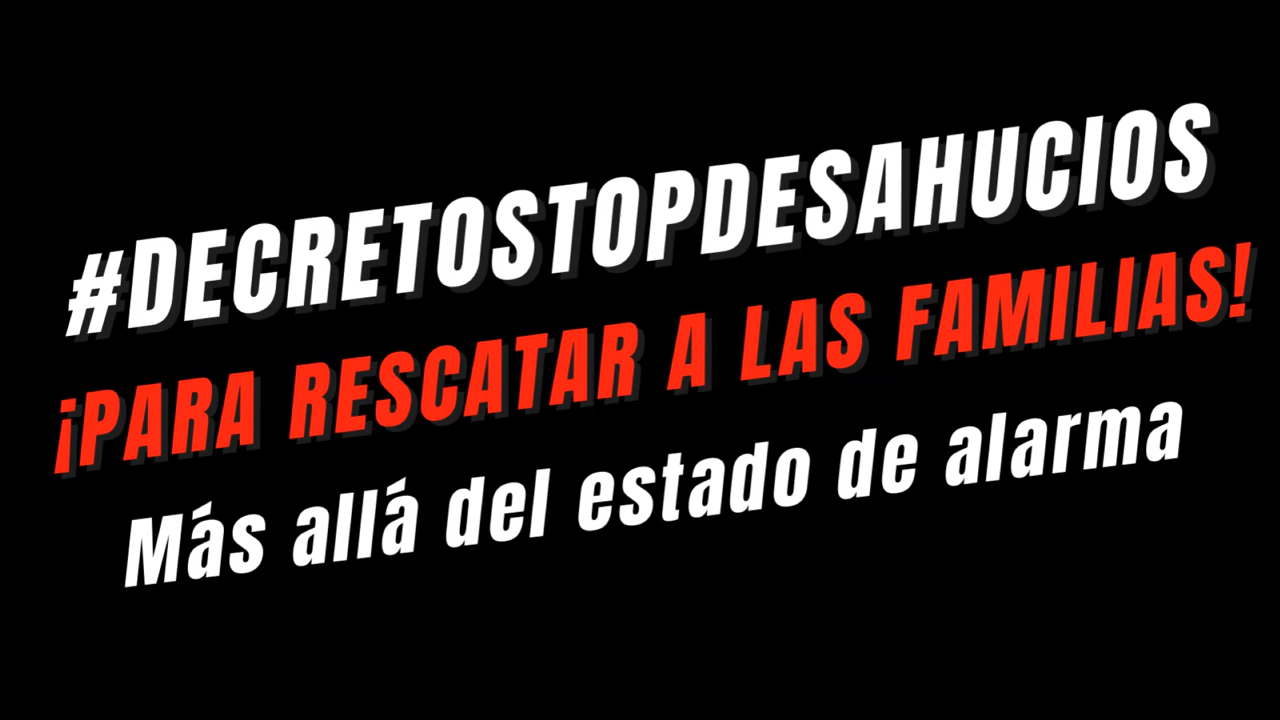 #DECRETOSTOPDESAHUCIOS
¡PARA RESCATAR A LAS FAMILIAS!
Más allá del estado de alarma